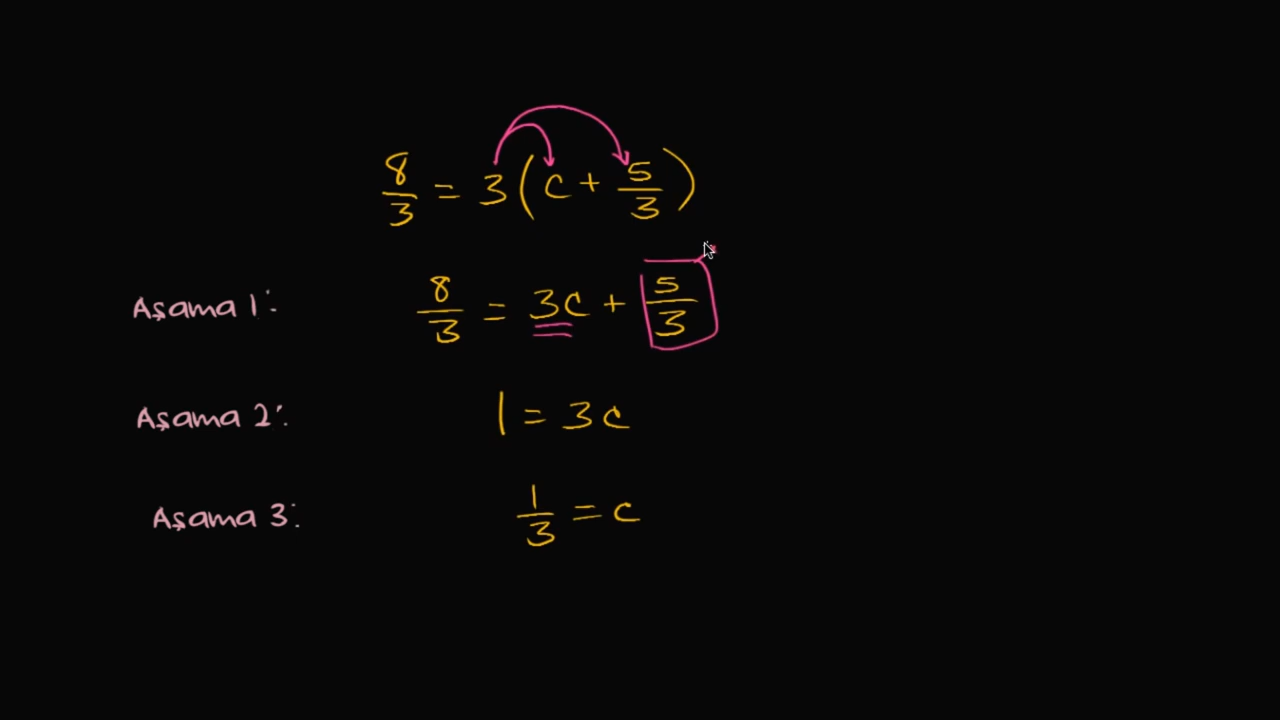 8/3 = 3(c + 5/3)
Aşama 1: 8/3 = 3c + 5/3
Aşama 2: 1 = 3c
Aşama 3: 1/3 = c